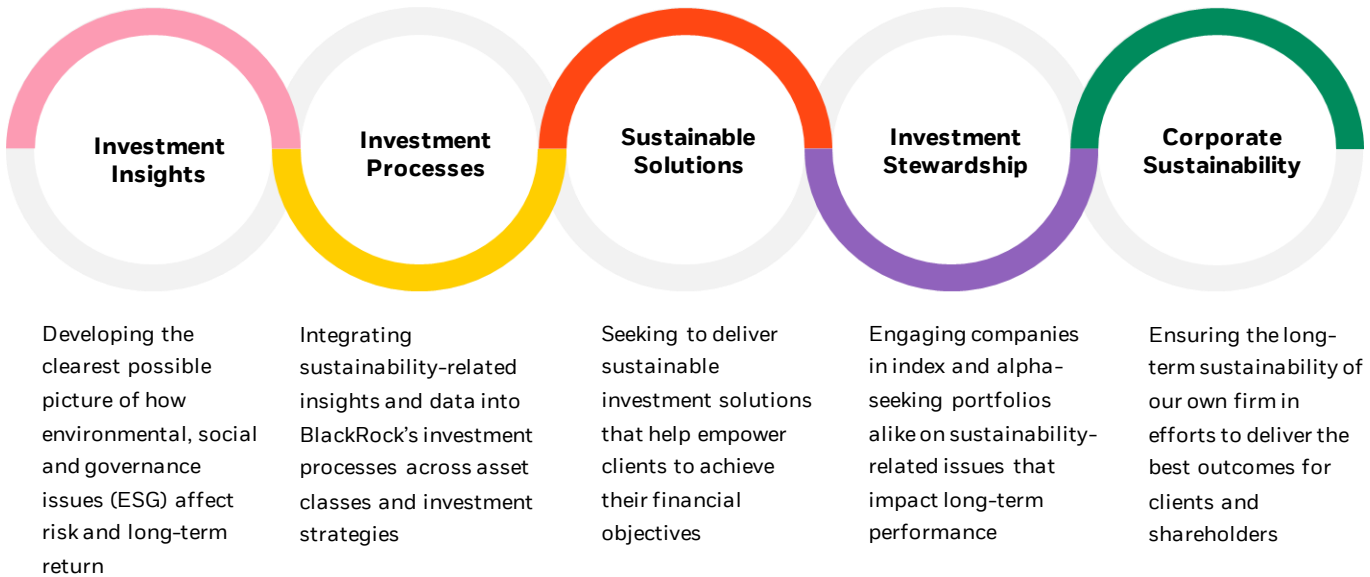 Investment
Insights
Investment
Processes
Sustainable
Solutions
Investment
Stewardship
Corporate
Sustainability
Developing the
clearest possible
picture of how
environmental, social
and governance
issues (ESG) affect
risk and long-term
return
Integrating
sustainability-related
insights and data into
BlackRock's investment
processes across asset
classes and investment
strategies
Seeking to deliver
sustainable
investment solutions
that help empower
clients to achieve
their financial
objectives
Engaging companies
in index and alpha-
seeking portfolios
alike on sustainability-
related issues that
impact long-term
performance
Ensuring the long-
term sustainability of
our own firm in
efforts to deliver the
best outcomes for
clients and
shareholders